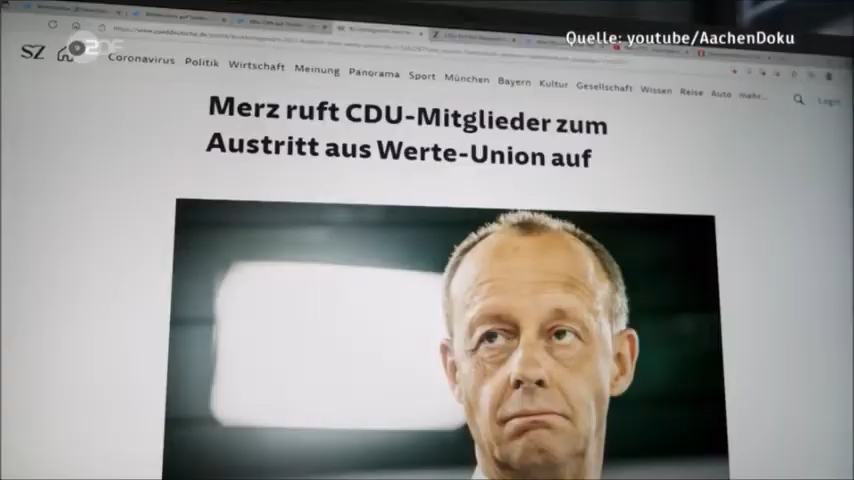 Quelle: youtube/AachenDoku
SZ
ZDF
Coronavirus Politik Wirtschaft Meinung Panorama Sport München Bayern Kultur Gesellschaft Wissen Reise Auto mehr...
Login
Merz ruft CDU-Mitglieder zum
Austritt aus Werte-Union auf